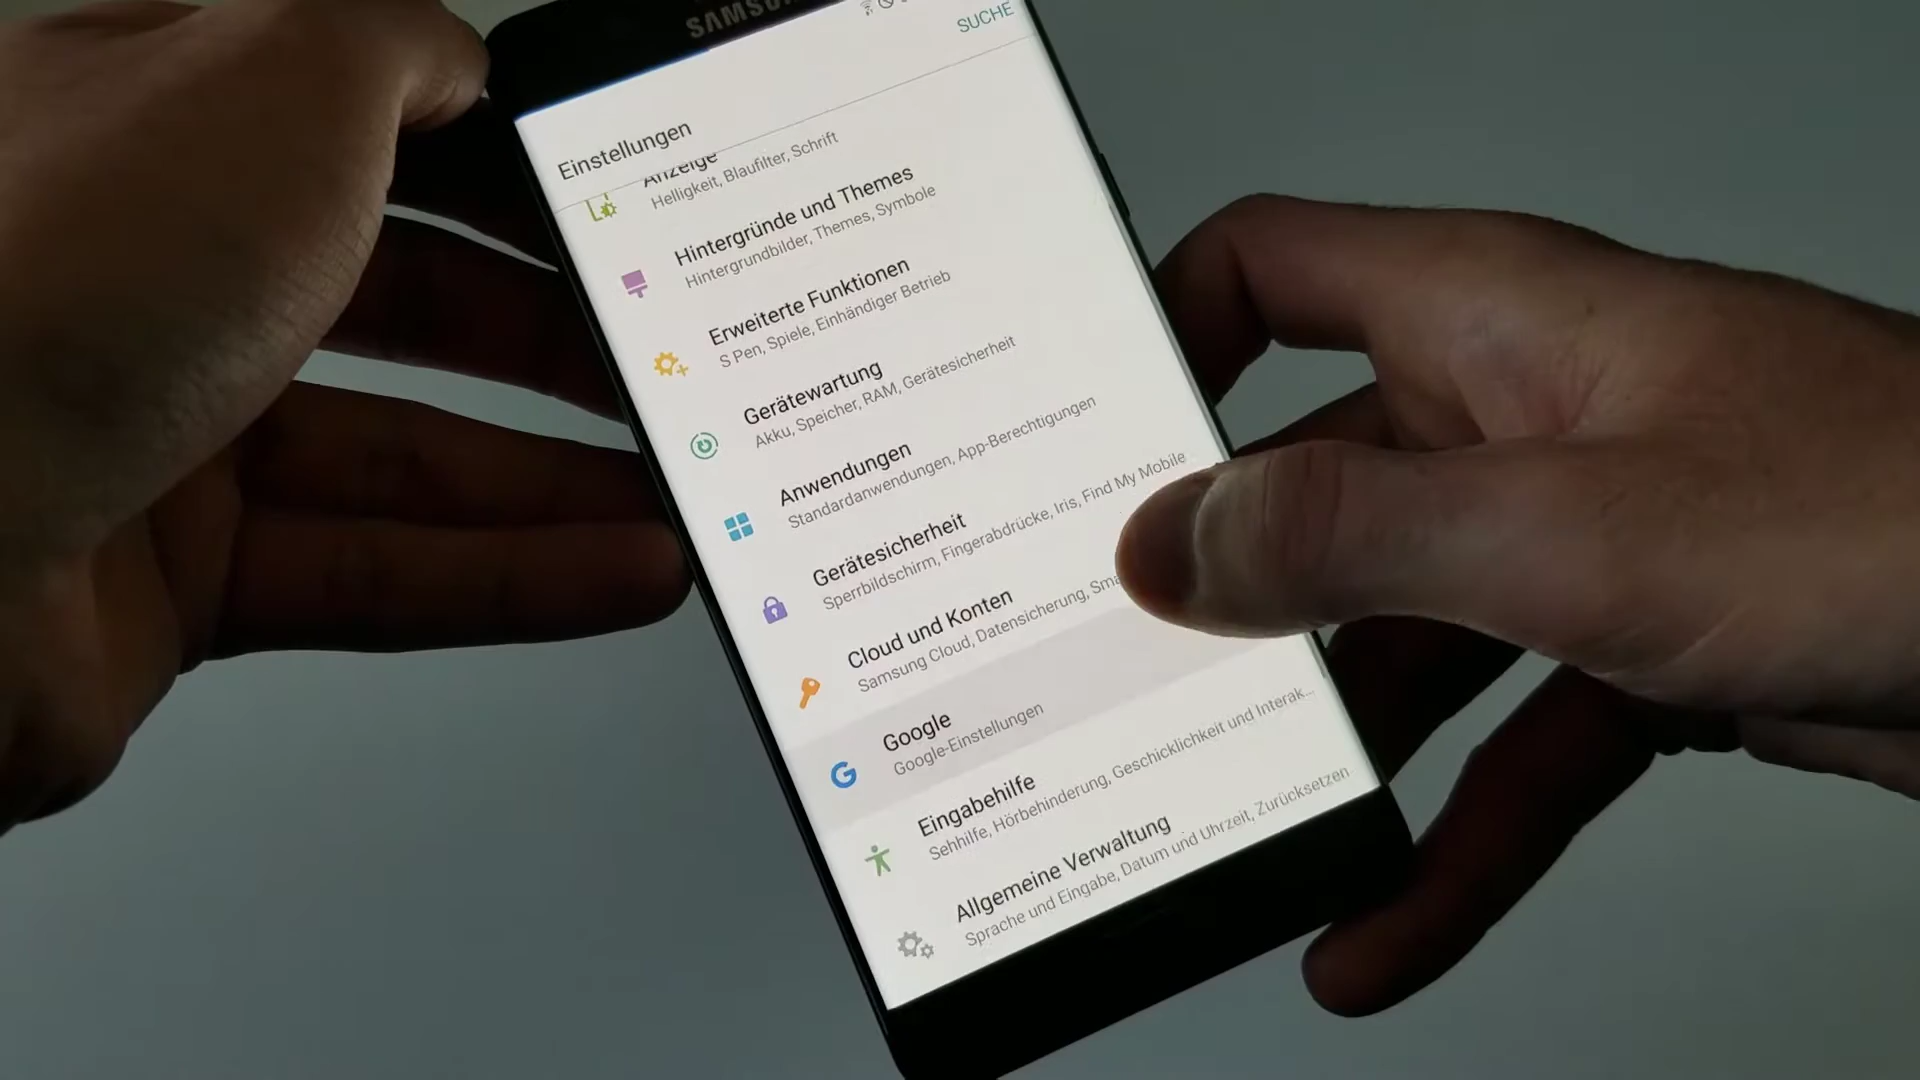 SAMSUNG
SUCHE
Einstellungen
Anzeige
Helligkeit, Blaufilter, Schrift
Hintergründe und Themes
Hintergrundbilder, Themes, Symbole
Erweiterte Funktionen
S Pen, Spiele, Einhändiger Betrieb
Gerätewartung
Akku, Speicher, RAM, Gerätesicherheit
Anwendungen
Standardanwendungen, App-Berechtigungen
Gerätesicherheit
Sperrbildschirm, Fingerabdrücke, Iris, Find My Mobile
Cloud und Konten
Samsung Cloud, Datensicherung, Sma
Google
Google-Einstellungen
Eingabehilfe
Sehhilfe, Hörbehinderung, Geschicklichkeit und Interak...
Allgemeine Verwaltung
Sprache und Eingabe, Datum und Uhrzeit, Zurücksetzen